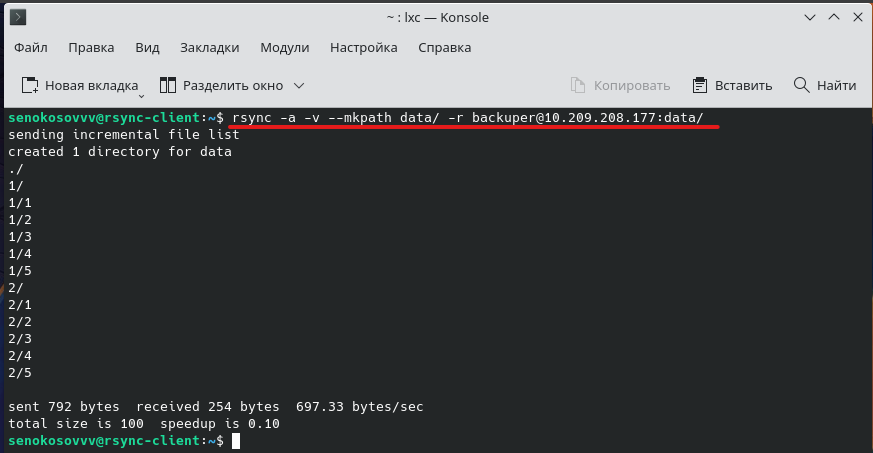 ~ : lxc — Konsole
Файл Правка Вид Закладки Модули Настройка Справка
Новая вкладка Разделить окно Копировать Вставить Найти
senokosovvv@rsync-client:~$ rsync -a -v --mkpath data/ -r backuper@10.209.208.177:data/
sending incremental file list
created 1 directory for data
./
1/
1/1
1/2
1/3
1/4
1/5
2/
2/1
2/2
2/3
2/4
2/5
sent 792 bytes  received 254 bytes  697.33 bytes/sec
total size is 100  speedup is 0.10
senokosovvv@rsync-client:~$